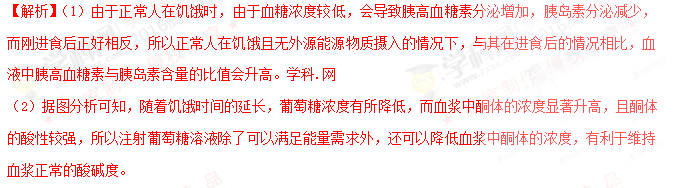 【解析】（1）由于正常人在饥饿时，由于血糖浓度较低，会导致胰高血糖素分泌增加，胰岛素分泌减少，
而刚进食后正好相反，所以正常人在饥饿且无外源能源物质摄入的情况下，与其在进食后的情况相比，血
液中胰高血糖素与胰岛素含量的比值会升高。学科.网
（2）据图分析可知，随着饥饿时间的延长，葡萄糖浓度有所降低，而血浆中酮体的浓度显著升高，且酮体
的酸性较强，所以注射葡萄糖溶液除了可以满足能量需求外，还可以降低血浆中酮体的浓度，有利于维持
血浆正常的酸碱度。